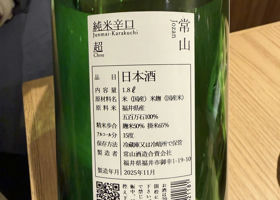 純米辛口
Junmai-Karakuchi
超
Chou
常山
jozan
日本酒
内容量 1.8ℓ
原材料名 米(国産) 米麹(国産米)
原料米 福井県産
五百万石100%
精米歩合 麹米50% 掛米65%
アルコール分 15度
保存方法 冷蔵庫又は冷暗所で保管
製造者 常山酒造合資会社
福井県福井市御幸1-19-10
製造年月 2025年11月